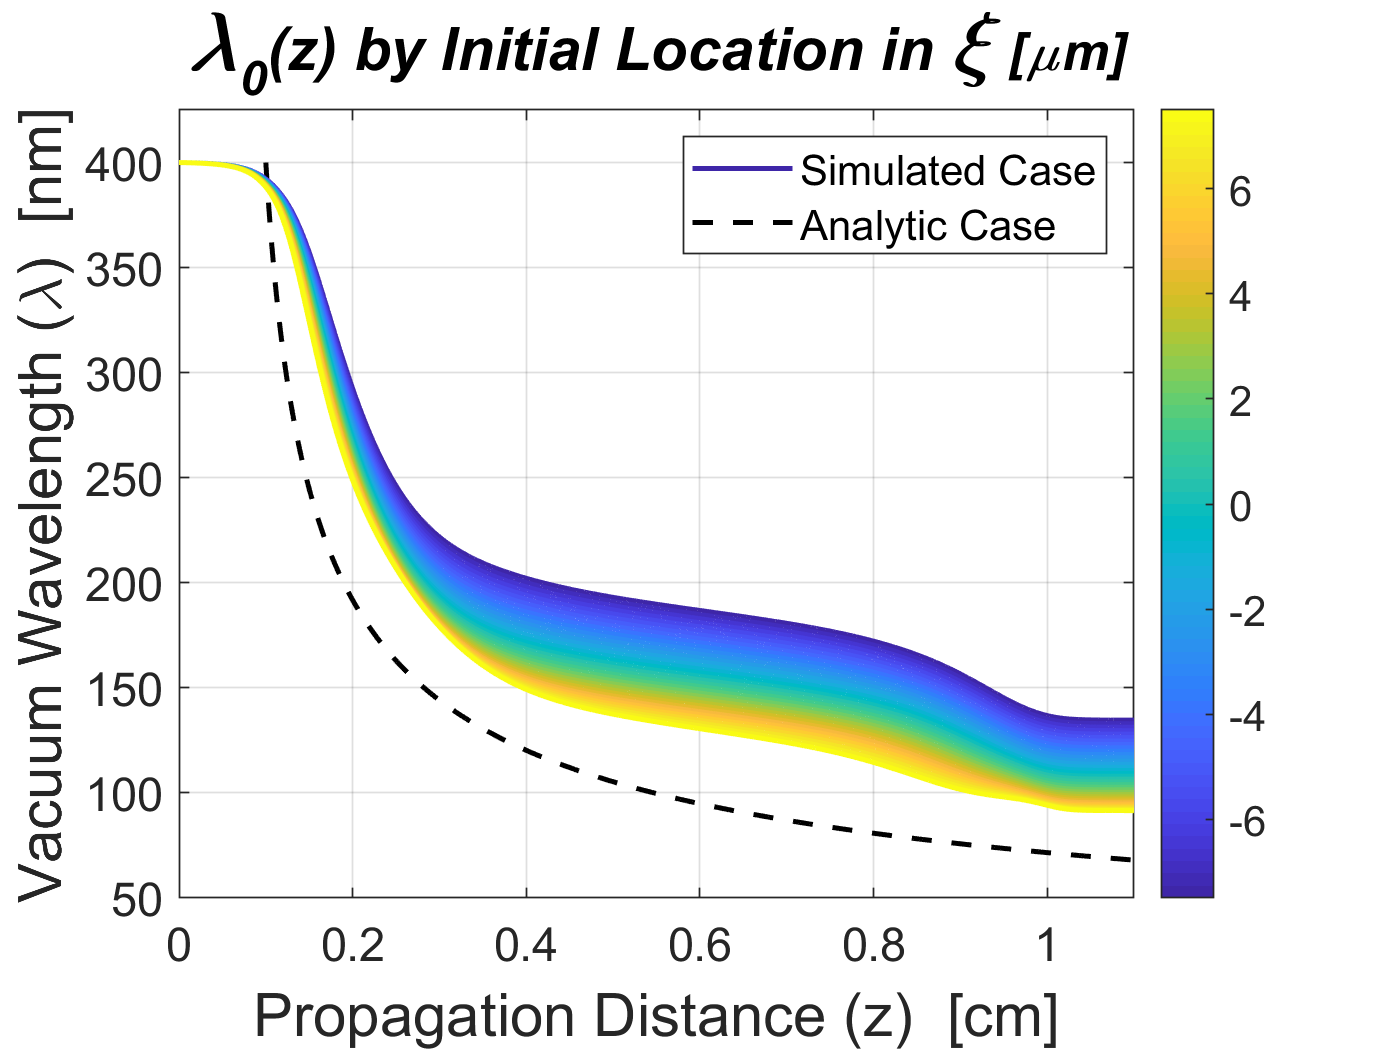 λ₀(z) by Initial Location in ξ [μm]
Vacuum Wavelength (λ) [nm]
400
350
300
250
200
150
100
50
Simulated Case
Analytic Case
6
4
2
0
-2
-4
-6
0 0.2 0.4 0.6 0.8 1
Propagation Distance (z) [cm]